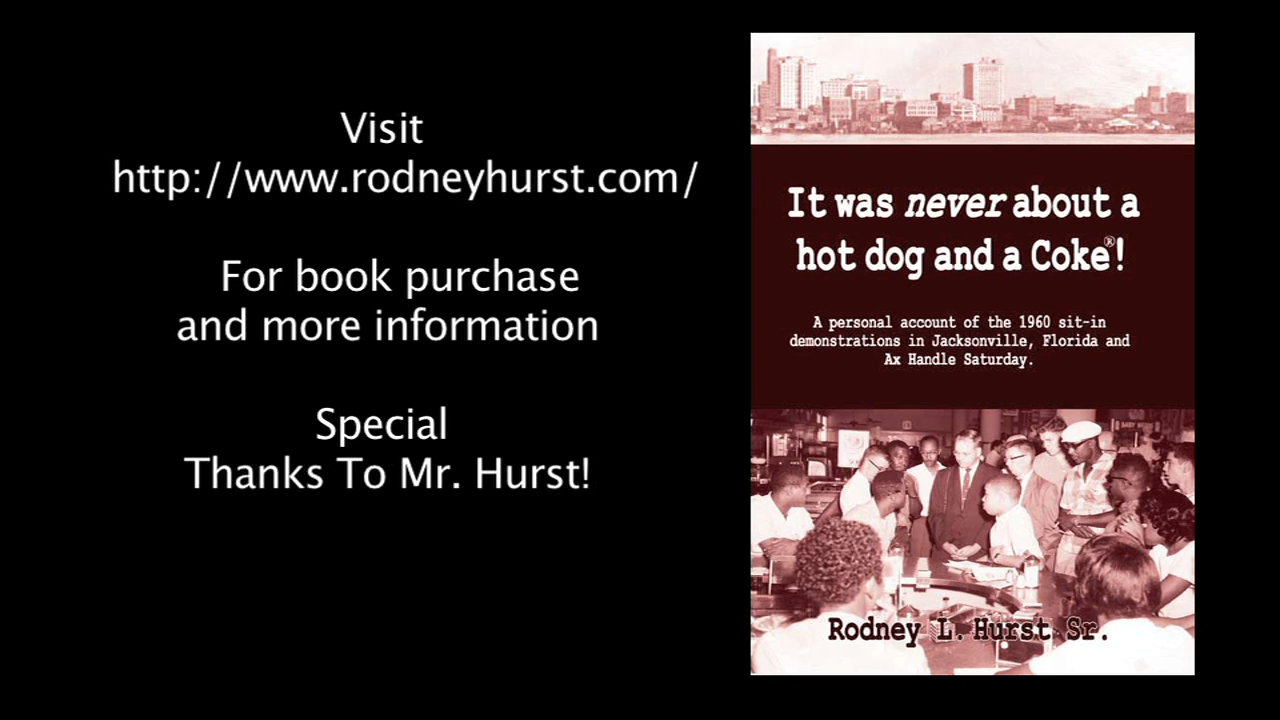 Visit
http://www.rodneyhurst.com/
For book purchase
and more information
Special
Thanks To Mr. Hurst!
It was never about a
hot dog and a Coke®!
A personal account of the 1960 sit-in
demonstrations in Jacksonville, Florida and
Ax Handle Saturday.
Rodney L. Hurst Sr.